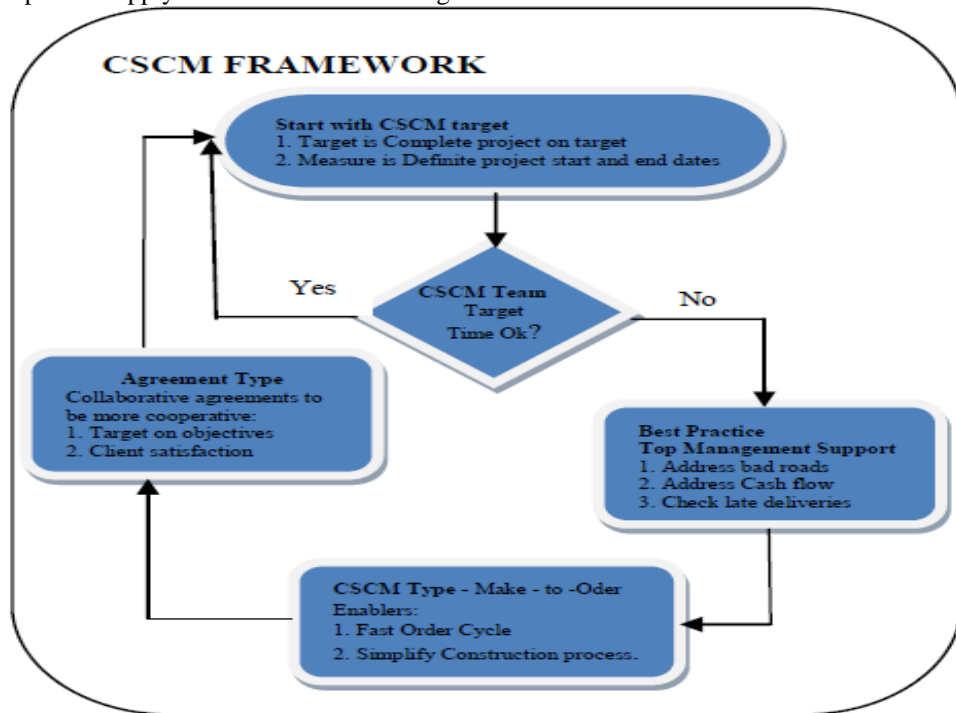 CSCM FRAMEWORK
Start with CSCM target
1. Target is Complete project on target
2. Measure is Definite project start and end dates
Yes
CSCM Team
Target
Time Ok?
No
Agreement Type
Collaborative agreements to
be more cooperative:
1. Target on objectives
2. Client satisfaction
Best Practice
Top Management Support
1. Address bad roads
2. Address Cash flow
3. Check late deliveries
CSCM Type - Make - to -Oder
Enablers:
1. Fast Order Cycle
2. Simplify Construction process.